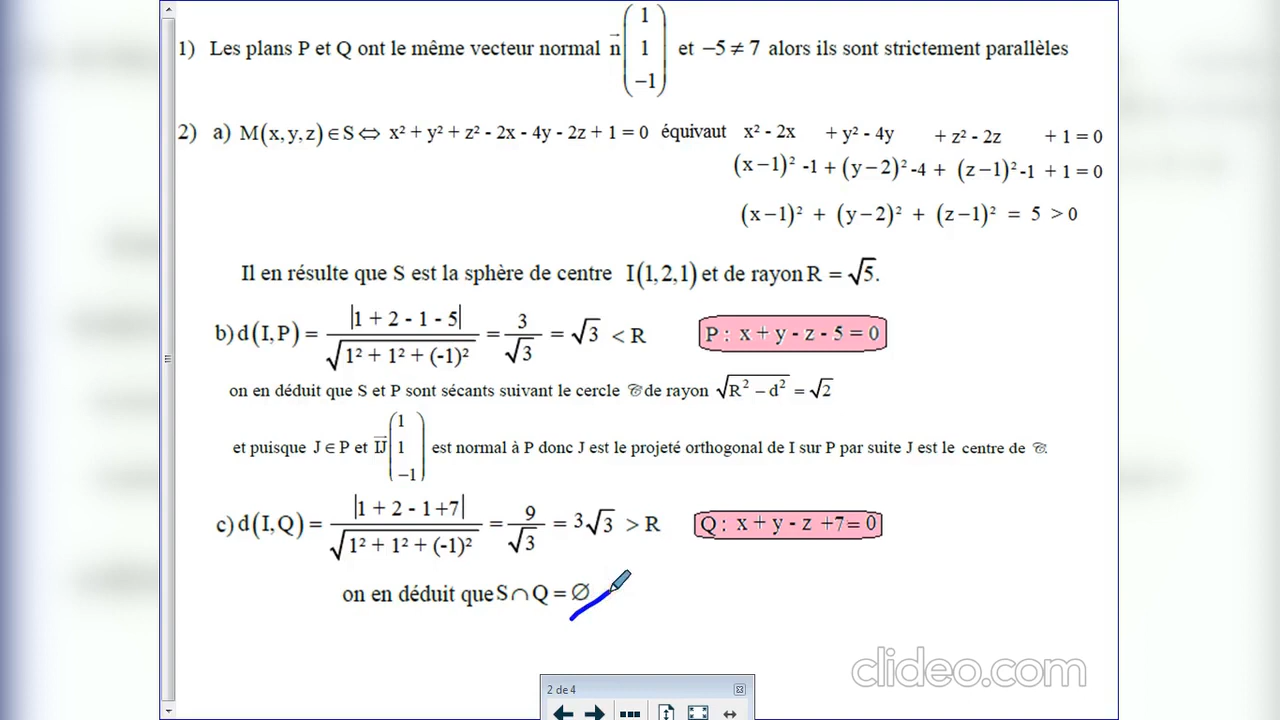 1) Les plans P et Q ont le même vecteur normal n⃗ (1 1 −1) et −5 ≠ 7 alors ils sont strictement parallèles
2) a) M(x,y,z) ∈ S ⇔ x² + y² + z² - 2x - 4y - 2z + 1 = 0 équivaut x² - 2x + y² - 4y + z² - 2z + 1 = 0
(x−1)² -1 + (y−2)² -4 + (z−1)² -1 + 1 = 0
(x−1)² + (y−2)² + (z−1)² = 5 > 0
Il en résulte que S est la sphère de centre I(1,2,1) et de rayon R = √5.
b) d(I,P) = |1 + 2 - 1 - 5| / √(1² + 1² + (-1)²) = 3/√3 = √3 < R P : x + y - z - 5 = 0
on en déduit que S et P sont sécants suivant le cercle 𝒞 de rayon √(R² − d²) = √2
et puisque J ∈ P et IJ⃗ (1 1 −1) est normal à P donc J est le projeté orthogonal de I sur P par suite J est le centre de 𝒞.
c) d(I,Q) = |1 + 2 - 1 +7| / √(1² + 1² + (-1)²) = 9/√3 = 3√3 > R Q : x + y - z +7 = 0
on en déduit que S ∩ Q = ∅
clideo.com
2 de 4